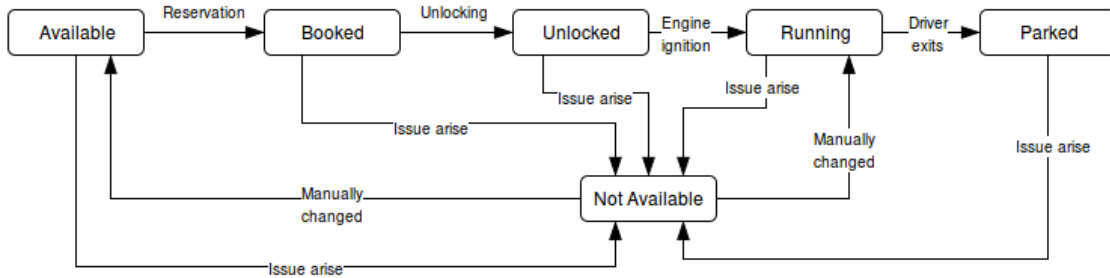 Reservation
Unlocking
Available
Booked
Unlocked
Engine
ignition
Running
Driver
exits
Parked
Issue arise
Issue arise
Issue arise
Manually
changed
Issue arise
Manually
changed
Not Available
Issue arise